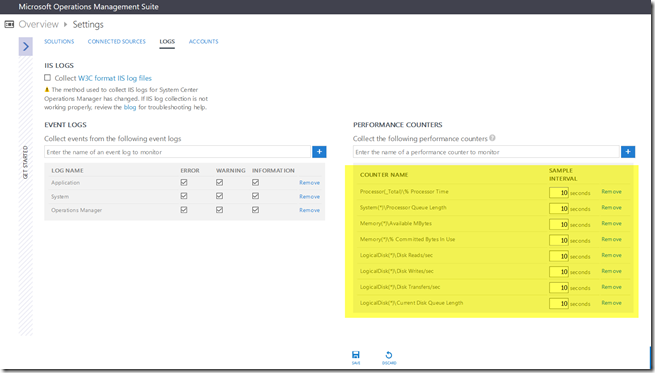 Microsoft Operations Management Suite
Overview ▸ Settings
SOLUTIONS CONNECTED SOURCES LOGS ACCOUNTS
GET STARTED
IIS LOGS
Collect W3C format IIS log files
The method used to collect IIS logs for System Center
Operations Manager has changed. If IIS log collection is not
working properly, review the blog for troubleshooting help.
EVENT LOGS
Collect events from the following event logs
Enter the name of an event log to monitor +
LOG NAME ERROR WARNING INFORMATION
Application Remove
System Remove
Operations Manager Remove
PERFORMANCE COUNTERS
Collect the following performance counters ?
Enter the name of a performance counter to monitor +
COUNTER NAME SAMPLE
INTERVAL
Processor(_Total)\% Processor Time 10 seconds Remove
System(*)\Processor Queue Length 10 seconds Remove
Memory(*)\Available MBytes 10 seconds Remove
Memory(*)\% Committed Bytes In Use 10 seconds Remove
LogicalDisk(*)\Disk Reads/sec 10 seconds Remove
LogicalDisk(*)\Disk Writes/sec 10 seconds Remove
LogicalDisk(*)\Disk Transfers/sec 10 seconds Remove
LogicalDisk(*)\Current Disk Queue Length 10 seconds Remove
SAVE DISCARD